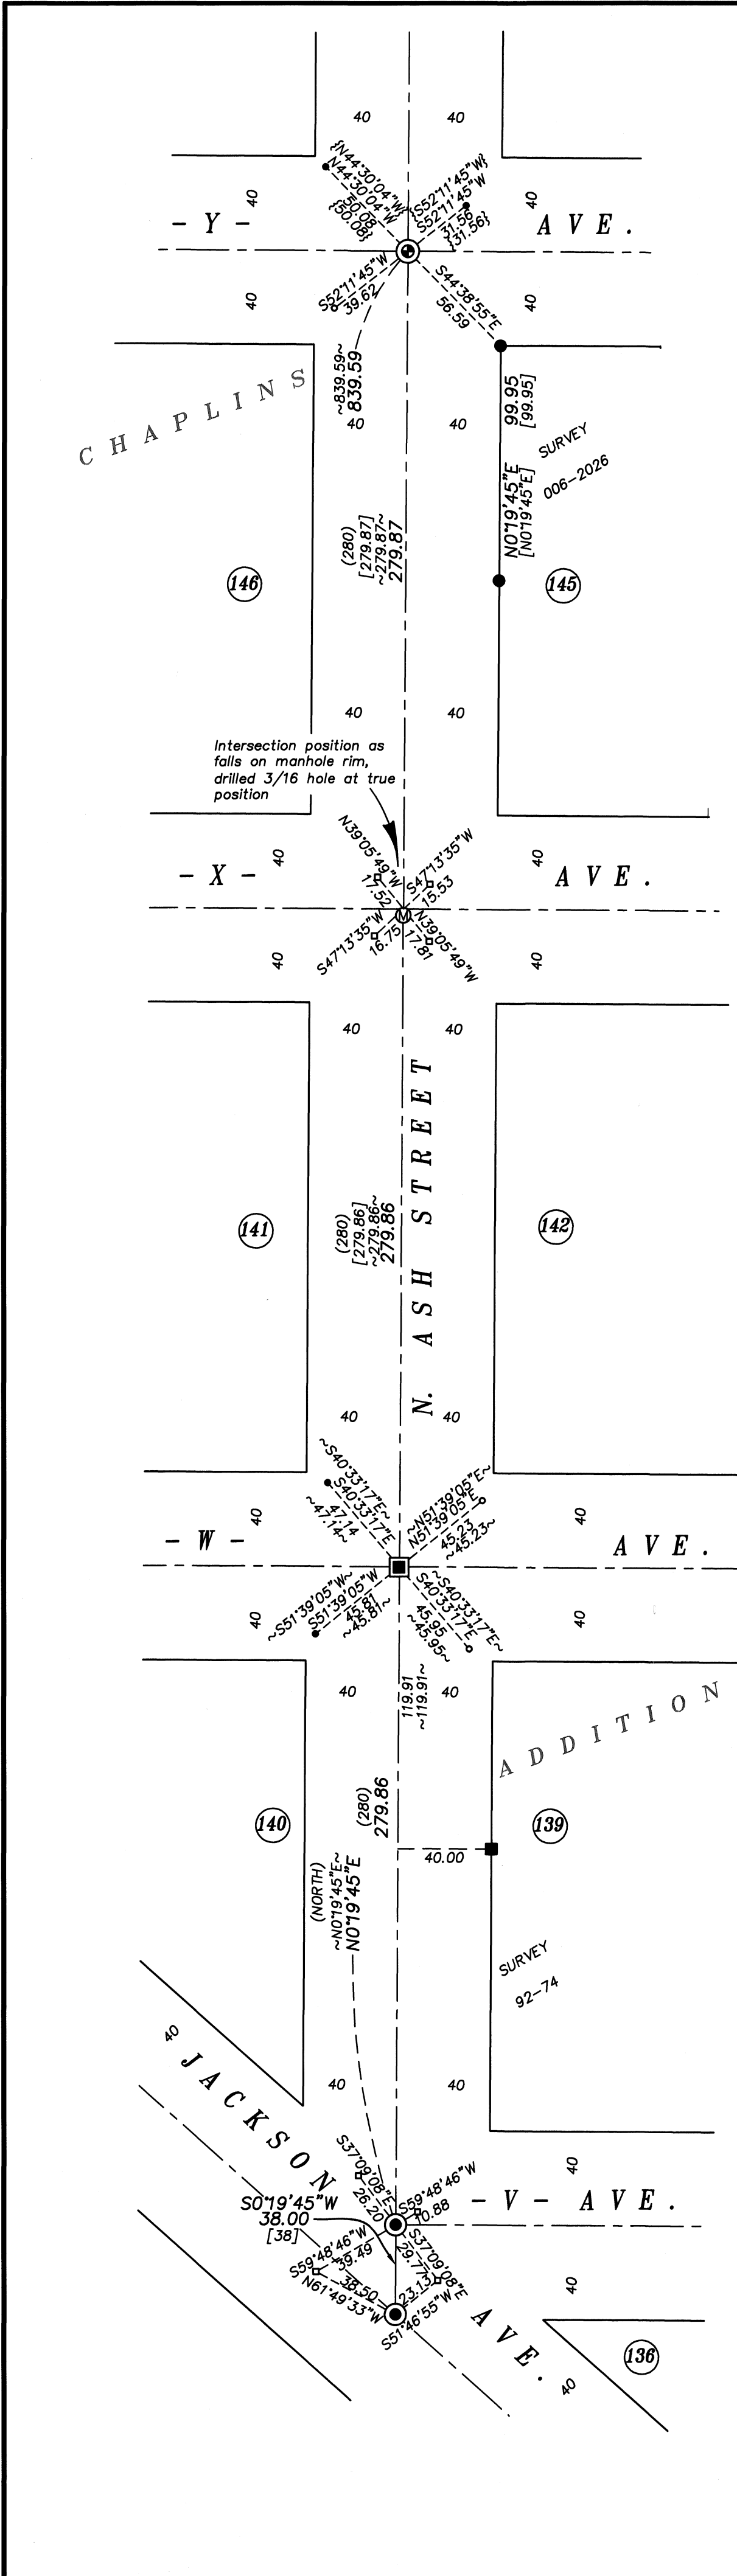 40
40
{N44°30'04"W}
N44°30'04"W
50.08
{50.08}
{S52°11'45"W}
S52°11'45"W
31.56
{31.56}
40
40
- Y -
AVE.
S52°11'45"W
39.62
S44°38'55"E
56.59
40
40
~839.59~
839.59
CHAPLINS
40
40
99.95
[99.95]
SURVEY
006-2026
N0°19'45"E
[N0°19'45"E]
(280)
[279.87]
~279.87~
279.87
146
145
40
40
Intersection position as
falls on manhole rim,
drilled 3/16 hole at true
position
N39°05'49"W
17.52
S47°13'35"W
15.53
40
40
- X -
AVE.
M
S47°13'35"W
16.75
N39°05'49"W
17.81
40
40
40
40
N. ASH STREET
(280)
[279.86]
~279.86~
279.86
141
142
40
40
~S40°33'17"E~
S40°33'17"E
47.14
~47.14~
~N51°39'05"E~
N51°39'05"E
45.23
~45.23~
40
40
- W -
AVE.
~S51°39'05"W~
S51°39'05"W
45.81
~45.81~
~S40°33'17"E~
S40°33'17"E
45.95
~45.95~
40
40
40
40
119.91
~119.91~
ADDITION
(280)
279.86
140
139
40.00
(NORTH)
~N0°19'45"E~
N0°19'45"E
SURVEY
92-74
40
JACKSON
40
40
S37°09'08"E
26.20
S59°48'46"W
10.88
40
- V - AVE.
S0°19'45"W
38.00
[38]
S59°48'46"W
39.49
38.50
N61°49'33"W
S37°09'08"E
29.77
23.13
S51°46'55"W
40
AVE.
40
136